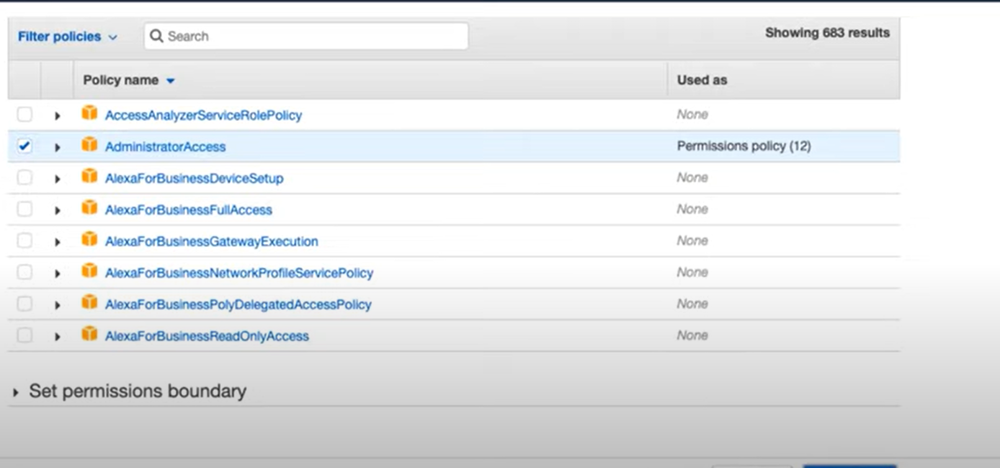 Filter policies Search Showing 683 results
Policy name Used as
AccessAnalyzerServiceRolePolicy None
AdministratorAccess Permissions policy (12)
AlexaForBusinessDeviceSetup None
AlexaForBusinessFullAccess None
AlexaForBusinessGatewayExecution None
AlexaForBusinessNetworkProfileServicePolicy None
AlexaForBusinessPolyDelegatedAccessPolicy None
AlexaForBusinessReadOnlyAccess None
Set permissions boundary